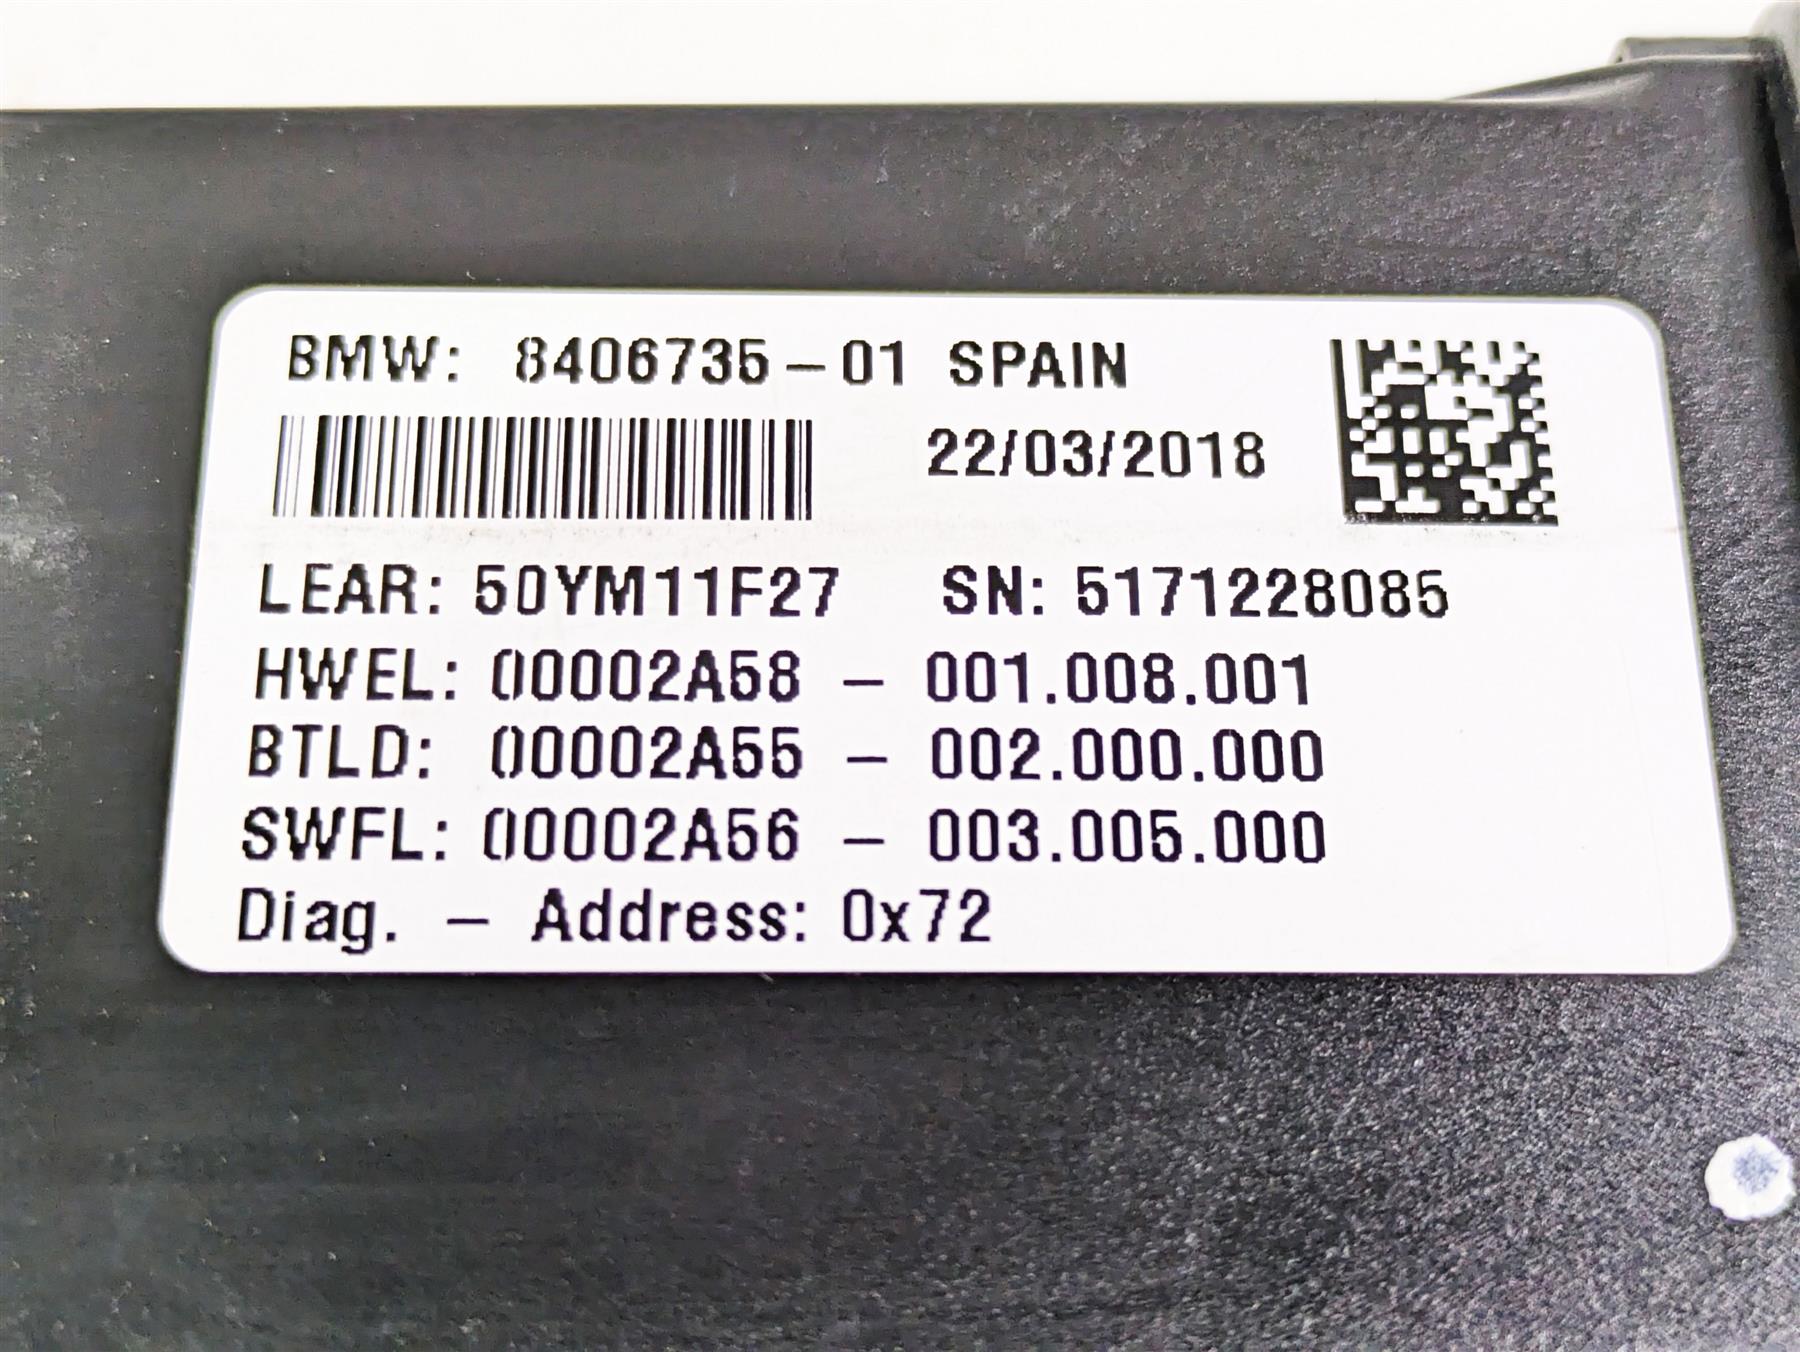 BMW: 8406735-01 SPAIN
22/03/2018
LEAR: 50YM11F27 SN: 5171228085
HWEL: 00002A58 - 001.008.001
BTLD: 00002A55 - 002.000.000
SWFL: 00002A56 - 003.005.000
Diag. - Address: 0x72